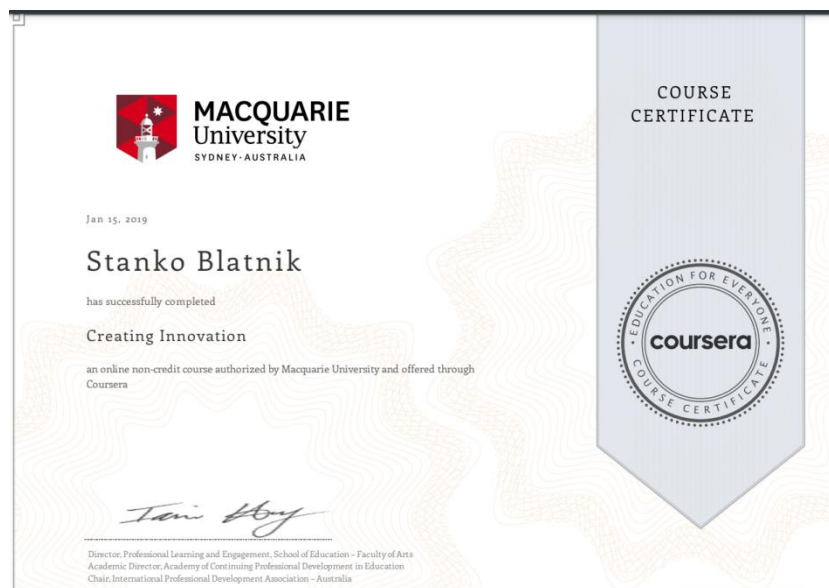 MACQUARIE
University
SYDNEY-AUSTRALIA
COURSE
CERTIFICATE
Jan 15, 2019
Stanko Blatnik
has successfully completed
Creating Innovation
an online non-credit course authorized by Macquarie University and offered through
Coursera
EDUCATION FOR EVERYONE
coursera
COURSE CERTIFICATE
Director, Professional Learning and Engagement, School of Education – Faculty of Arts
Academic Director, Academy of Continuing Professional Development in Education
Chair, International Professional Development Association – Australia